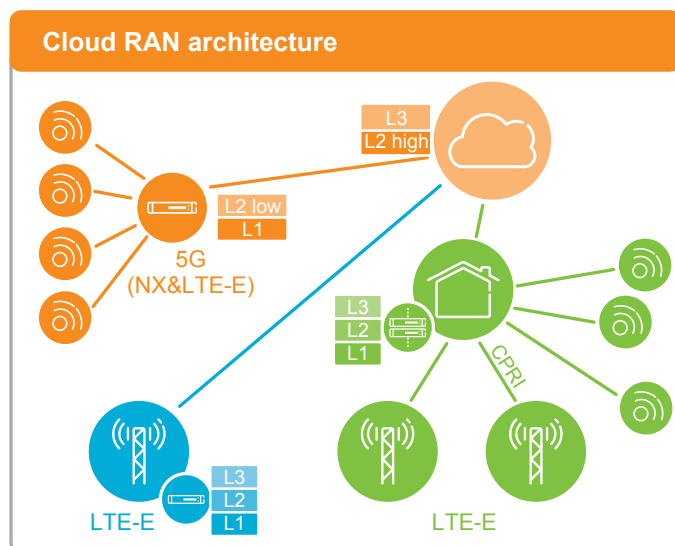 Cloud RAN architecture
L3
L2 high
L2 low
L1
5G
(NX&LTE-E)
L3
L2
L1
CPRI
L3
L2
L1
LTE-E
LTE-E